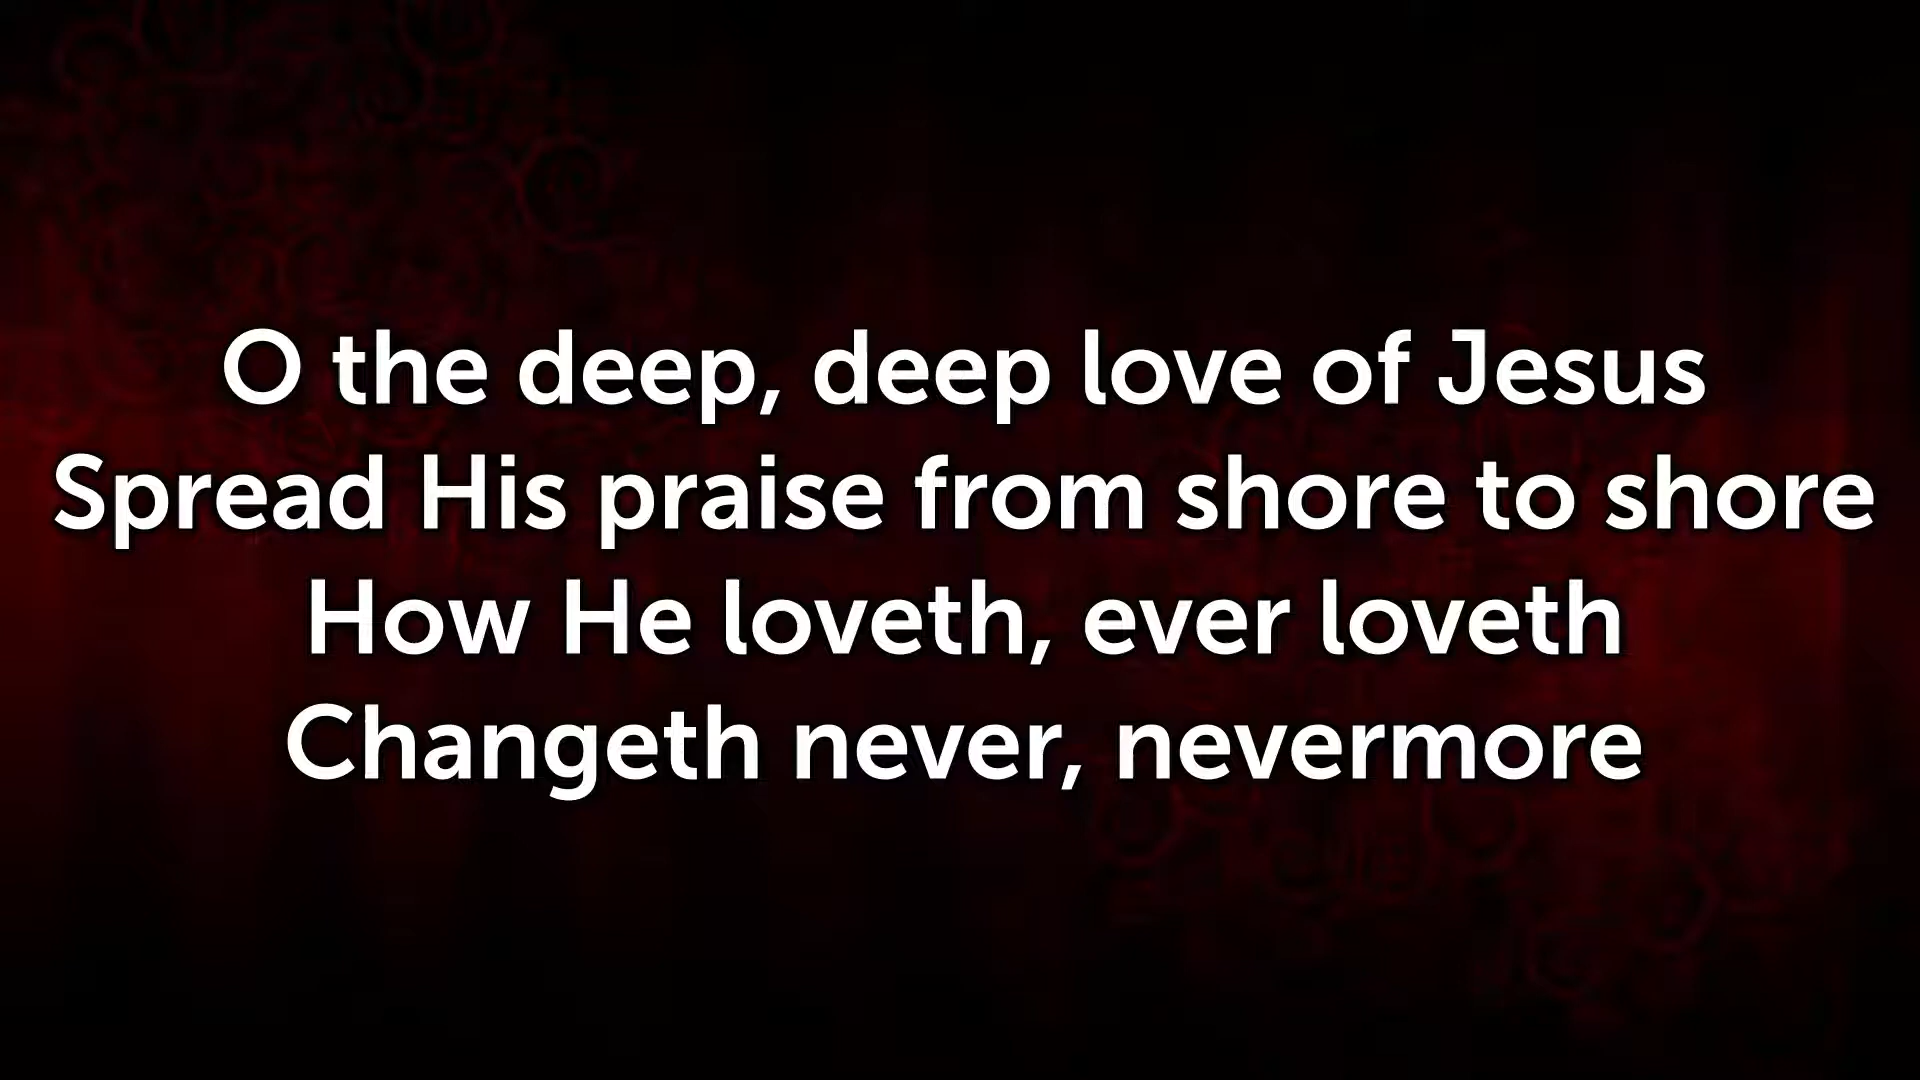 O the deep, deep love of Jesus
Spread His praise from shore to shore
How He loveth, ever loveth
Changeth never, nevermore